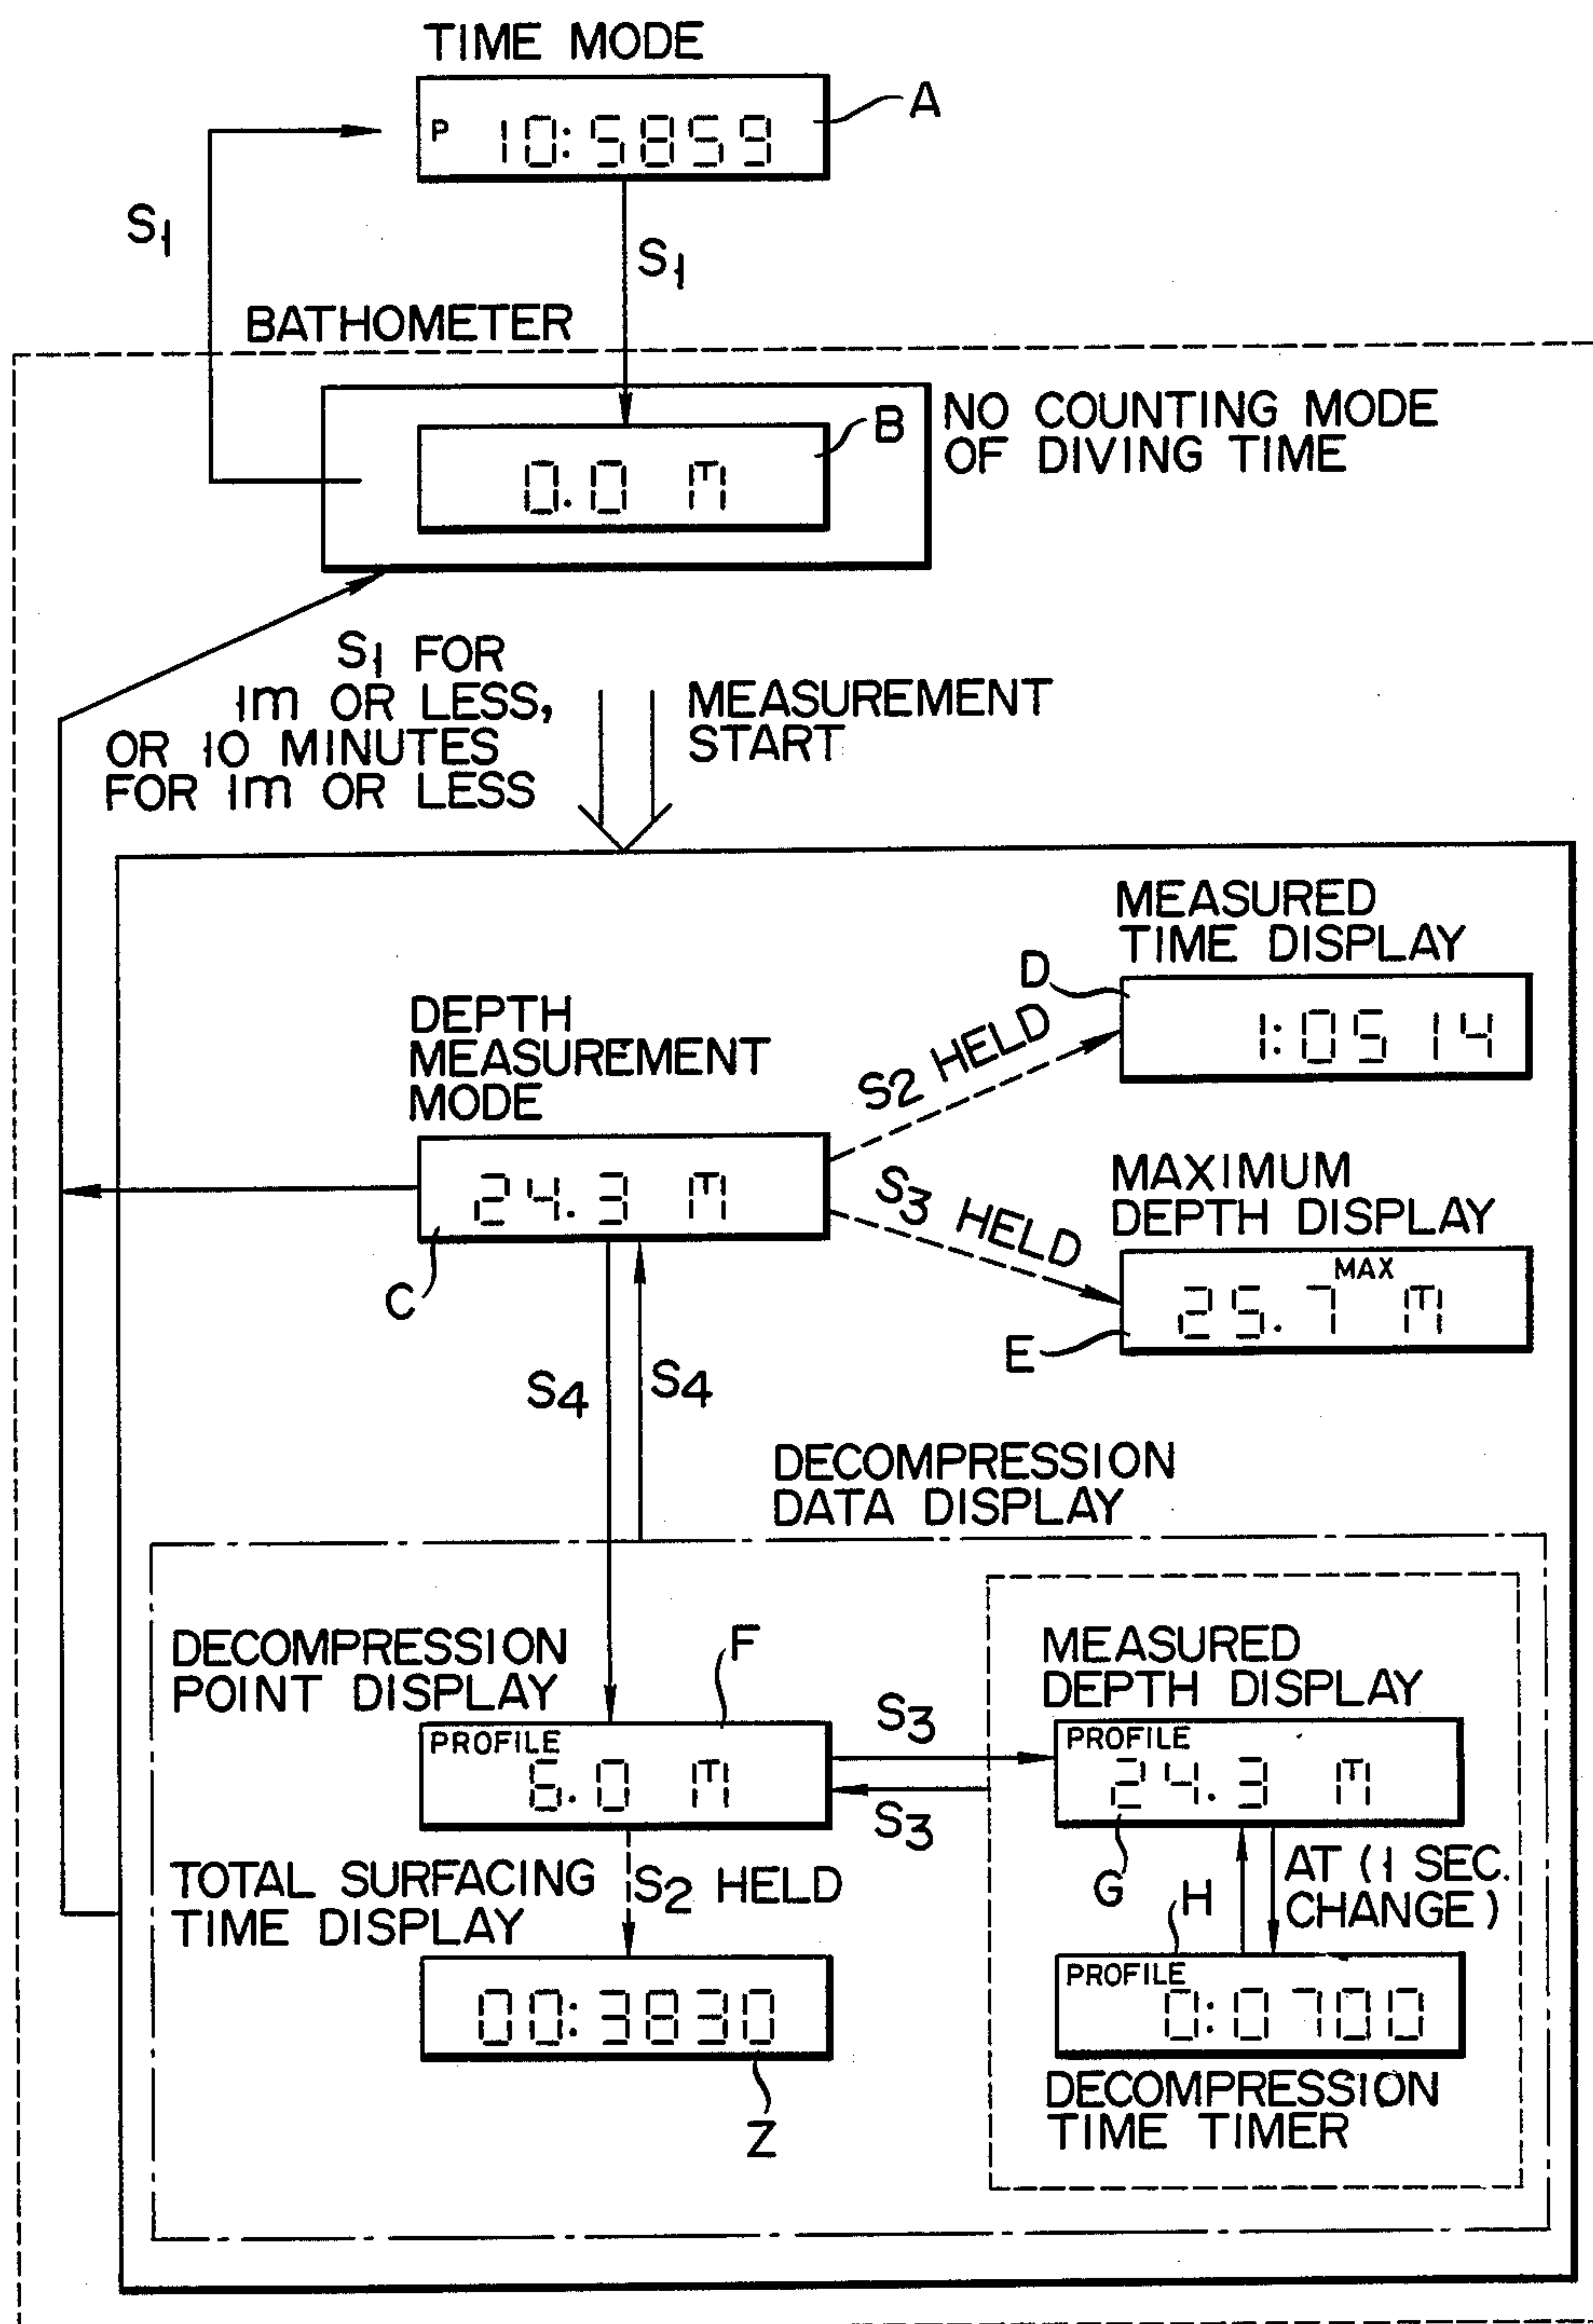 TIME MODE
P 10:5859
A
S1
S1
BATHOMETER
0.0 M
B
NO COUNTING MODE
OF DIVING TIME
S1 FOR
1m OR LESS,
OR 10 MINUTES
FOR 1m OR LESS
MEASUREMENT
START
MEASURED
TIME DISPLAY
D
1:05 14
DEPTH
MEASUREMENT
MODE
S2 HELD
24.3 M
C
S3 HELD
MAXIMUM
DEPTH DISPLAY
MAX
25.7 M
E
S4
S4
DECOMPRESSION
DATA DISPLAY
DECOMPRESSION
POINT DISPLAY
F
PROFILE
6.0 M
S3
S3
MEASURED
DEPTH DISPLAY
PROFILE
24.3 M
G
AT (1 SEC.
CHANGE)
H
TOTAL SURFACING
TIME DISPLAY
S2 HELD
00:3830
Z
PROFILE
0:0700
DECOMPRESSION
TIME TIMER